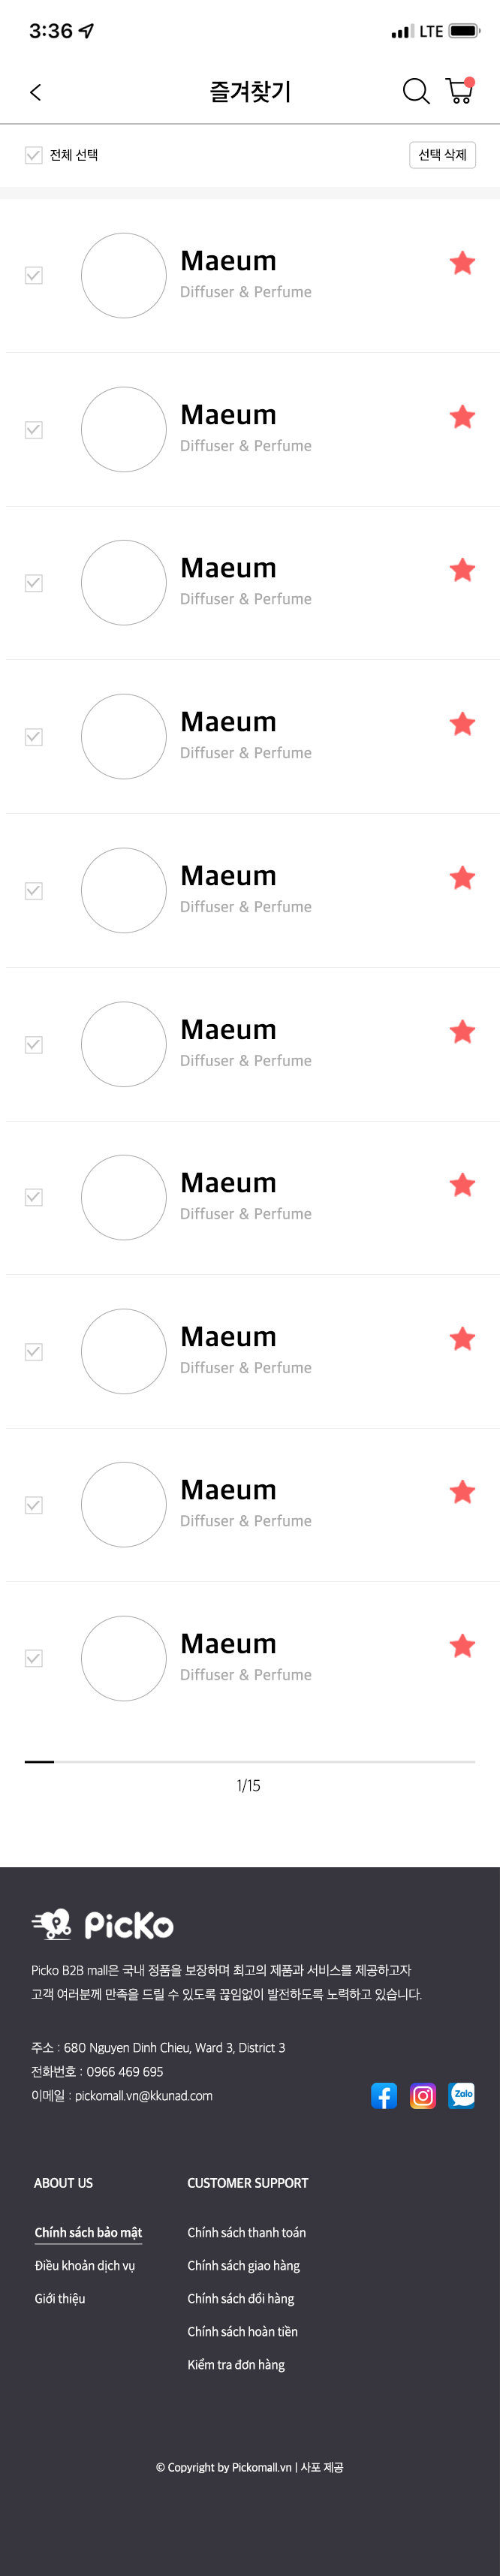 3:36 LTE
즐겨찾기
전체 선택 선택 삭제
Maeum
Diffuser & Perfume
Maeum
Diffuser & Perfume
Maeum
Diffuser & Perfume
Maeum
Diffuser & Perfume
Maeum
Diffuser & Perfume
Maeum
Diffuser & Perfume
Maeum
Diffuser & Perfume
Maeum
Diffuser & Perfume
Maeum
Diffuser & Perfume
Maeum
Diffuser & Perfume
1/15
PicKo
Picko B2B mall은 국내 정품을 보장하며 최고의 제품과 서비스를 제공하고자
고객 여러분께 만족을 드릴 수 있도록 끊임없이 발전하도록 노력하고 있습니다.
주소 : 680 Nguyen Dinh Chieu, Ward 3, District 3
전화번호 : 0966 469 695
이메일 : pickomall.vn@kkunad.com
Zalo
ABOUT US CUSTOMER SUPPORT
Chính sách bảo mật Chính sách thanh toán
Điều khoản dịch vụ Chính sách giao hàng
Giới thiệu Chính sách đổi hàng
Chính sách hoàn tiền
Kiểm tra đơn hàng
© Copyright by Pickomall.vn | 사포 제공